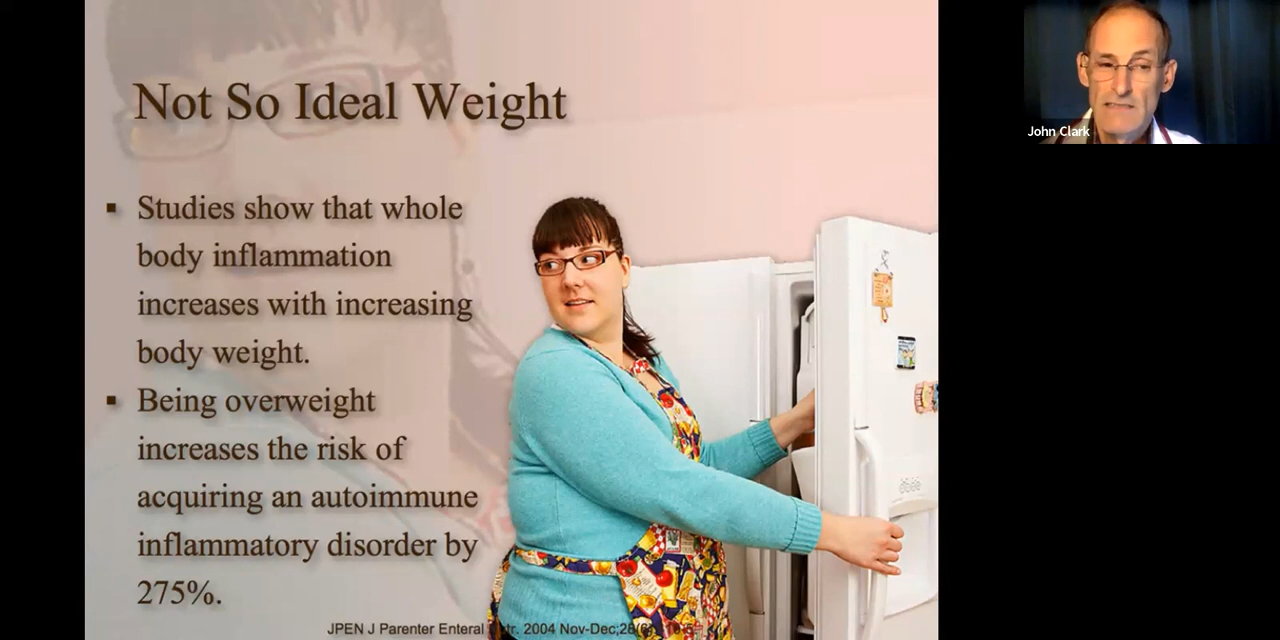 Not So Ideal Weight
▪ Studies show that whole
body inflammation
increases with increasing
body weight.
▪ Being overweight
increases the risk of
acquiring an autoimmune
inflammatory disorder by
275%.
JPEN J Parenter Enteral 2004 Nov-Dec;28
John Clark